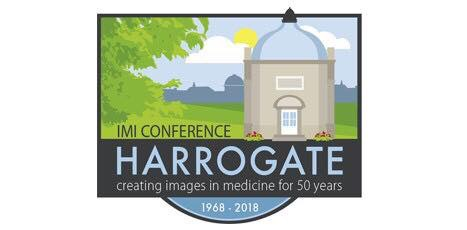 IMI CONFERENCE
HARROGATE
creating images in medicine for 50 years
1968 - 2018